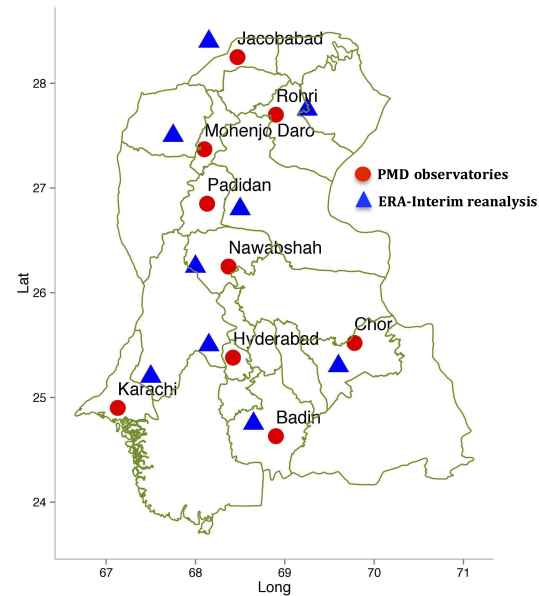 Jacobabad
28
Rohri
Mohenjo Daro
PMD observatories
27
Padidan
ERA-Interim reanalysis
Nawabshah
Lat
26
Chor
Hyderabad
Karachi
25
Badin
24
67
68
69
70
71
Long